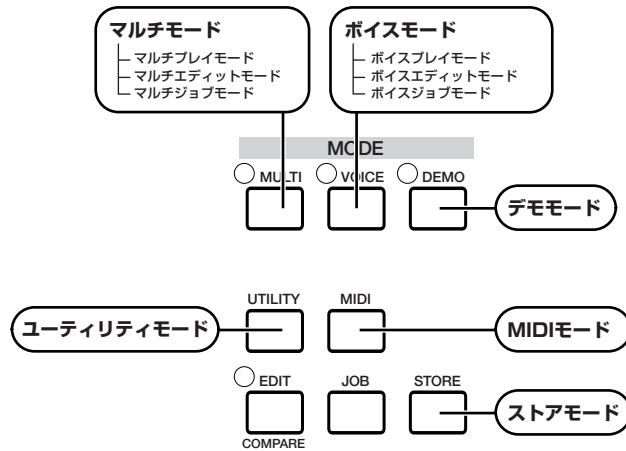 マルチモード
マルチプレイモード
マルチエディットモード
マルチジョブモード
ボイスモード
ボイスプレイモード
ボイスエディットモード
ボイスジョブモード
MODE
MULTI
VOICE
DEMO
デモモード
UTILITY
MIDI
ユーティリティモード
MIDIモード
EDIT
JOB
STORE
ストアモード
COMPARE